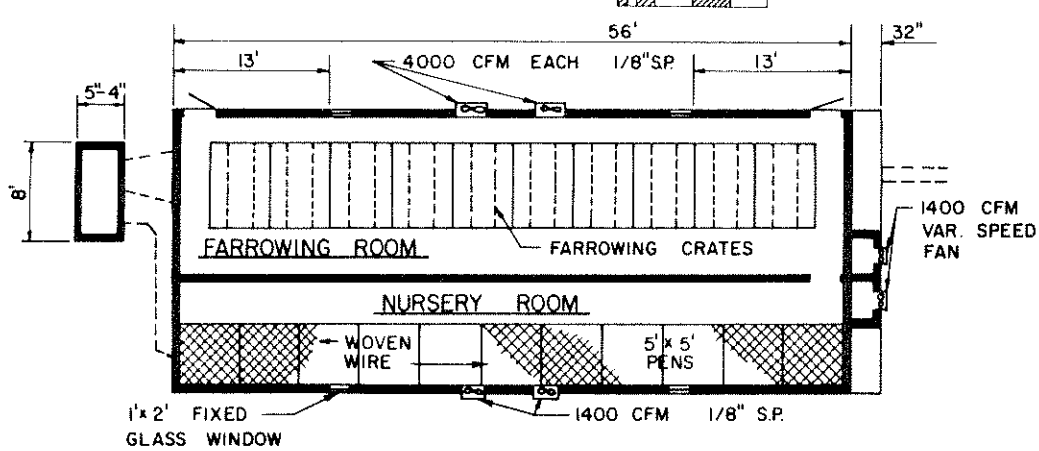 56'
32"
13'
4000 CFM EACH 1/8" S.P.
13'
5"-4"
8'
FARROWING ROOM
FARROWING CRATES
1400 CFM
VAR. SPEED
FAN
NURSERY ROOM
WOVEN
WIRE
5' x 5'
PENS
1' x 2' FIXED
GLASS WINDOW
1400 CFM 1/8" S.P.